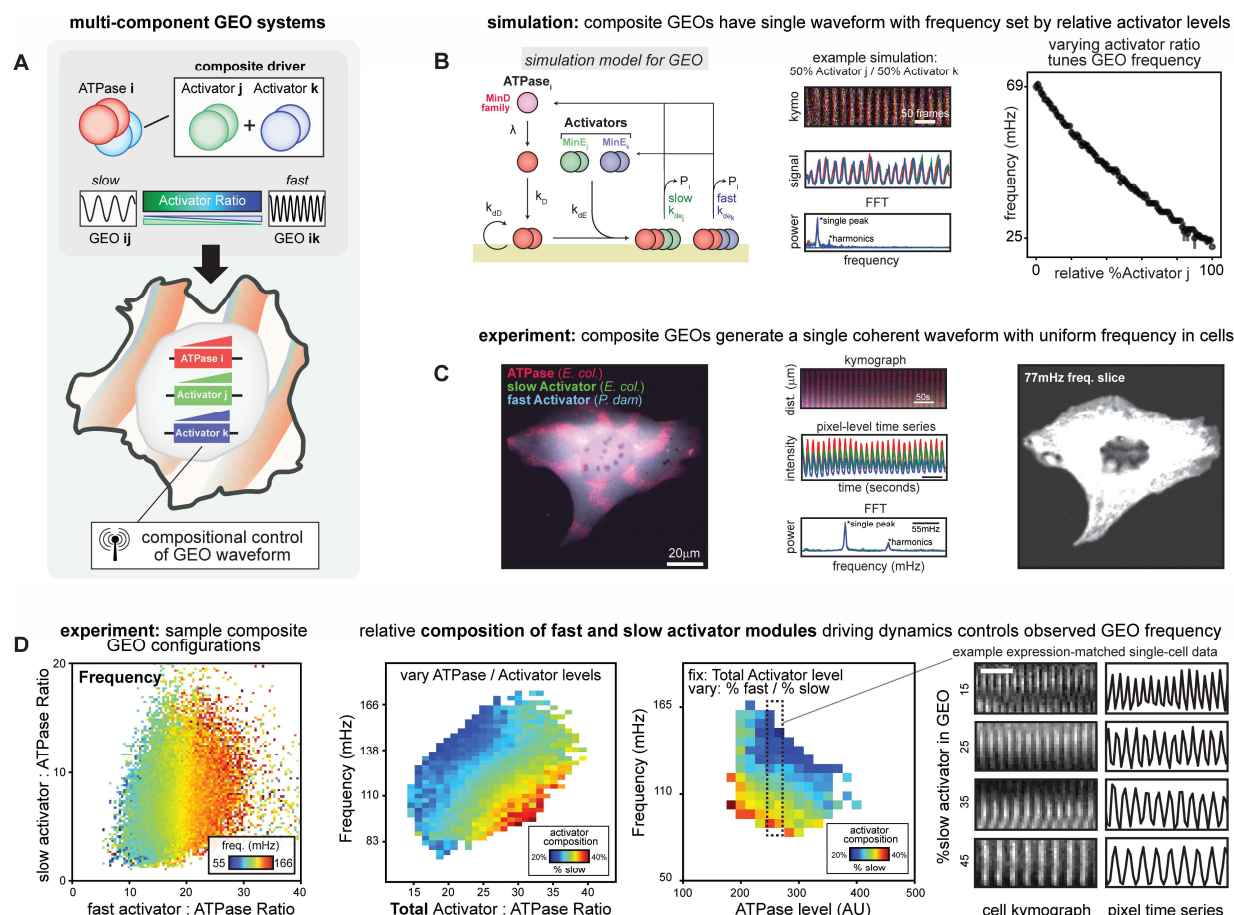 multi-component GEO systems
simulation: composite GEOs have single waveform with frequency set by relative activator levels
A
composite driver
ATPase i
Activator j
Activator k
+
slow
fast
Activator Ratio
GEO ij
GEO ik
ATPase i
Activator j
Activator k
compositional control
of GEO waveform
B
simulation model for GEO
ATPase i
MinD
family
λ
Activators
MinE j
MinE k
k D
k dD
k dE
P i
P i
slow
fast
k de j
k de k
example simulation:
50% Activator j / 50% Activator k
kymo
50 frames
signal
FFT
power
*single peak
*harmonics
frequency
varying activator ratio
tunes GEO frequency
69
25
frequency (mHz)
0
100
relative %Activator j
experiment: composite GEOs generate a single coherent waveform with uniform frequency in cells
C
ATPase (E. col.)
slow Activator (E. col.)
fast Activator (P. dam)
20μm
kymograph
dist. (μm)
50s
pixel-level time series
intensity
time (seconds)
FFT
power
*single peak
55mHz
*harmonics
frequency (mHz)
77mHz freq. slice
D
experiment: sample composite
GEO configurations
relative composition of fast and slow activator modules driving dynamics controls observed GEO frequency
Frequency
20
10
0
slow activator : ATPase Ratio
freq. (mHz)
55
166
0
10
20
30
40
fast activator : ATPase Ratio
vary ATPase / Activator levels
166
138
110
83
Frequency (mHz)
activator
composition
20%
40%
% slow
15
20
25
30
35
40
Total Activator : ATPase Ratio
fix: Total Activator level
vary: % fast / % slow
165
110
50
Frequency (mHz)
activator
composition
20%
40%
% slow
100
200
300
400
500
ATPase level (AU)
example expression-matched single-cell data
%slow activator in GEO
15
25
35
45
cell kymograph
pixel time series